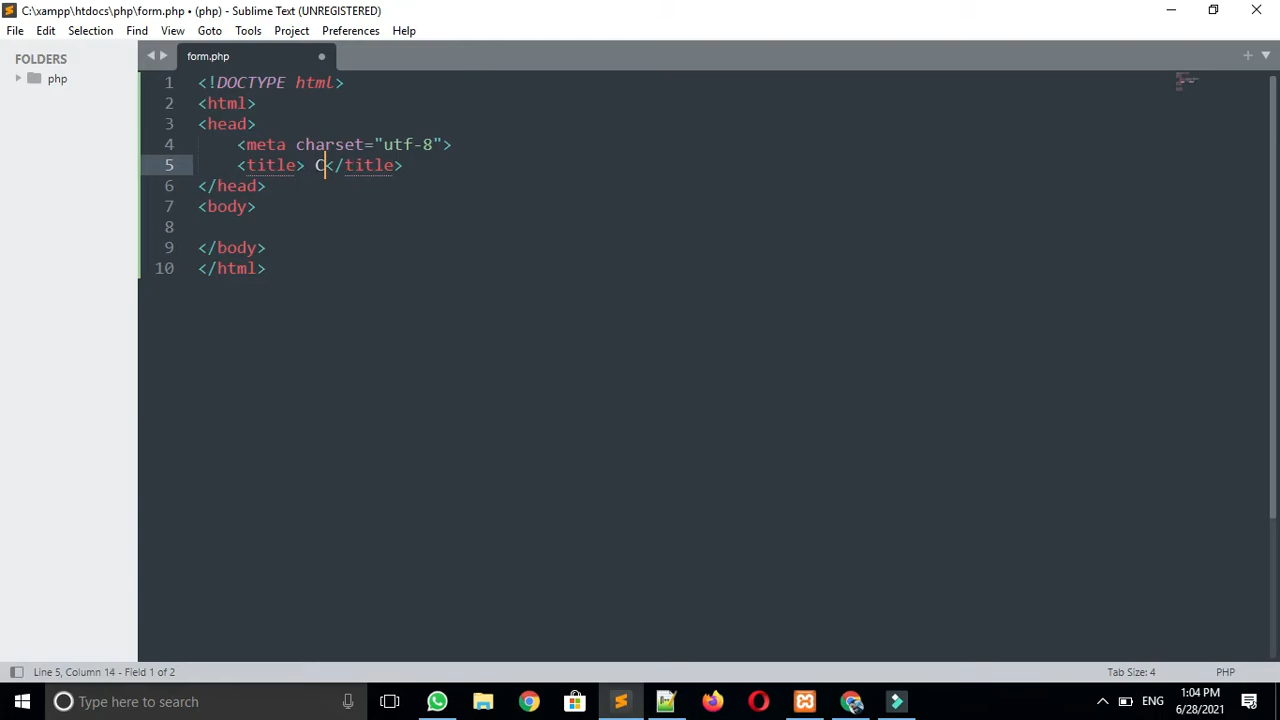 C:\xampp\htdocs\php\form.php • (php) - Sublime Text (UNREGISTERED)
File Edit Selection Find View Goto Tools Project Preferences Help
FOLDERS
php
form.php
1 <!DOCTYPE html>
2 <html>
3 <head>
4 <meta charset="utf-8">
5 <title> C</title>
6 </head>
7 <body>
8
9 </body>
10 </html>
Line 5, Column 14 - Field 1 of 2
Tab Size: 4
PHP
Type here to search
ENG
1:04 PM
6/28/2021